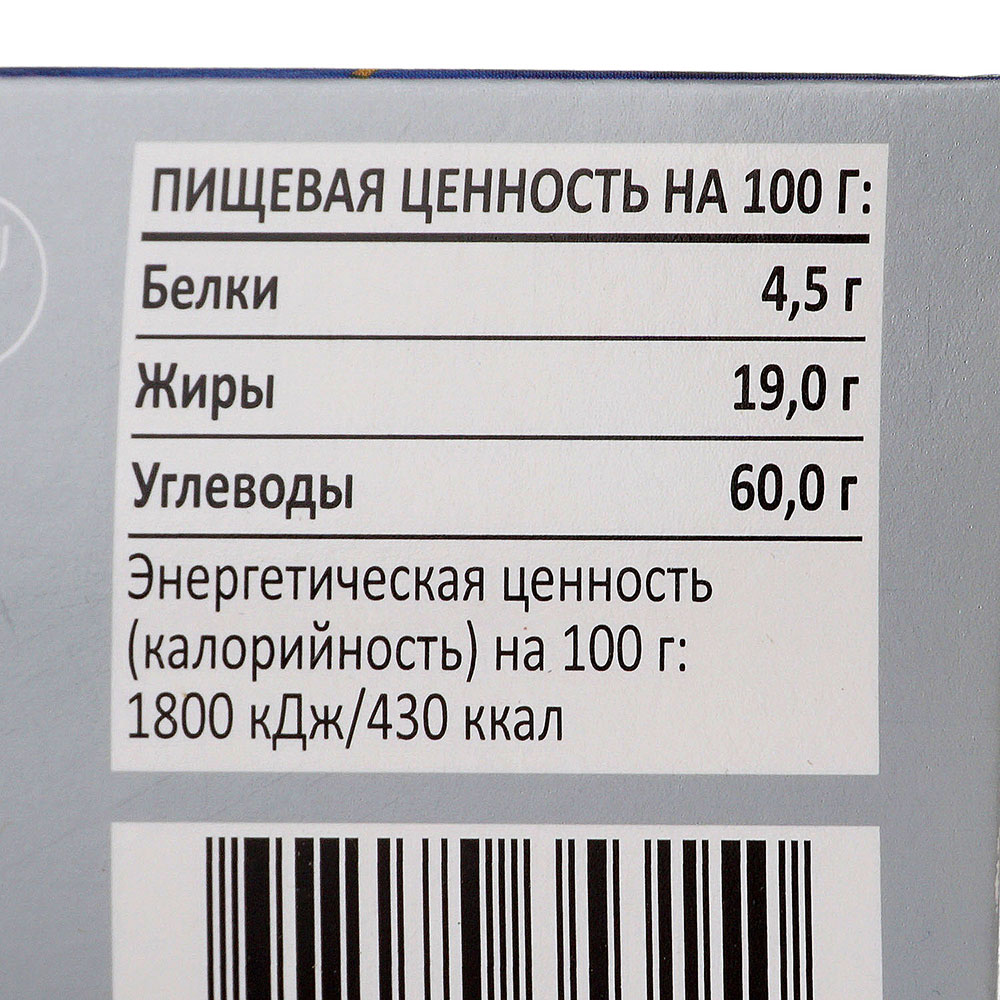 ПИЩЕВАЯ ЦЕННОСТЬ НА 100 Г:
Белки 4,5 г
Жиры 19,0 г
Углеводы 60,0 г
Энергетическая ценность
(калорийность) на 100 г:
1800 кДж/430 ккал